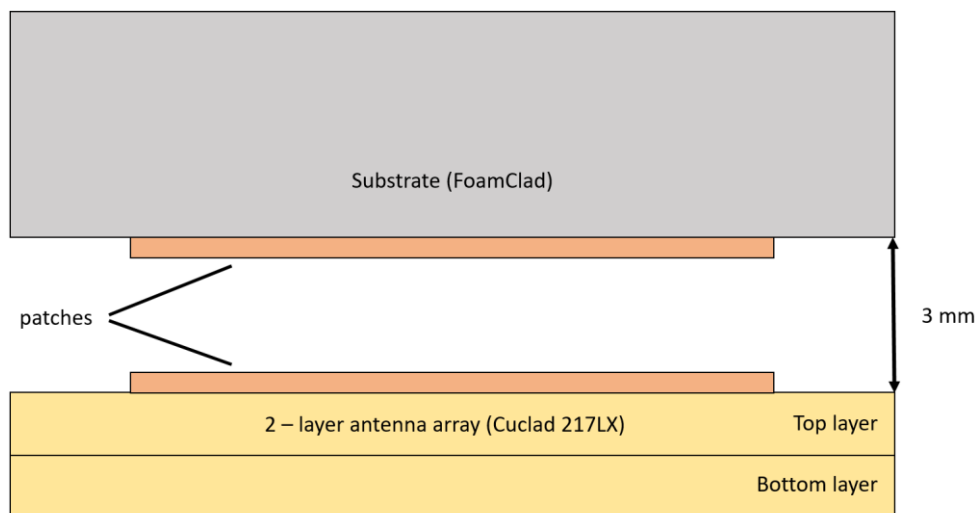 Substrate (FoamClad)
patches
3 mm
2 – layer antenna array (Cuclad 217LX)
Top layer
Bottom layer